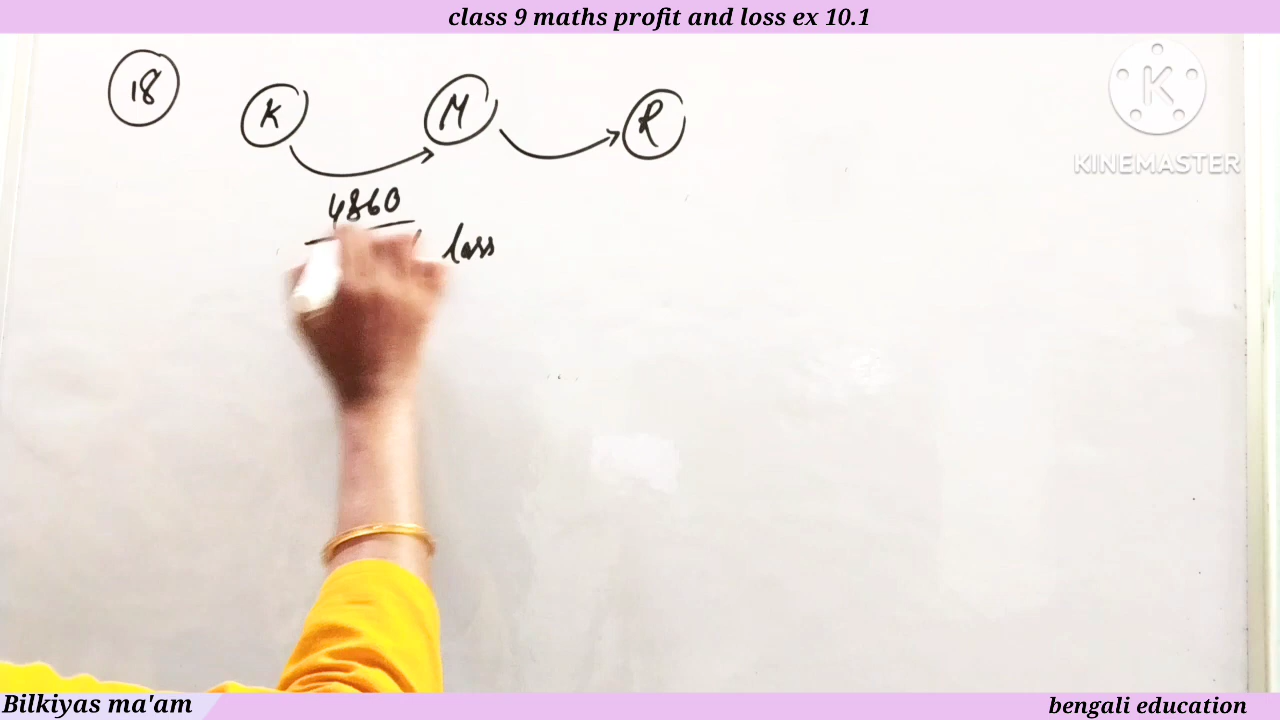 class 9 maths profit and loss ex 10.1
18
K M R
K
KINEMASTER
4860
loss
Bilkiyas ma'am
bengali education